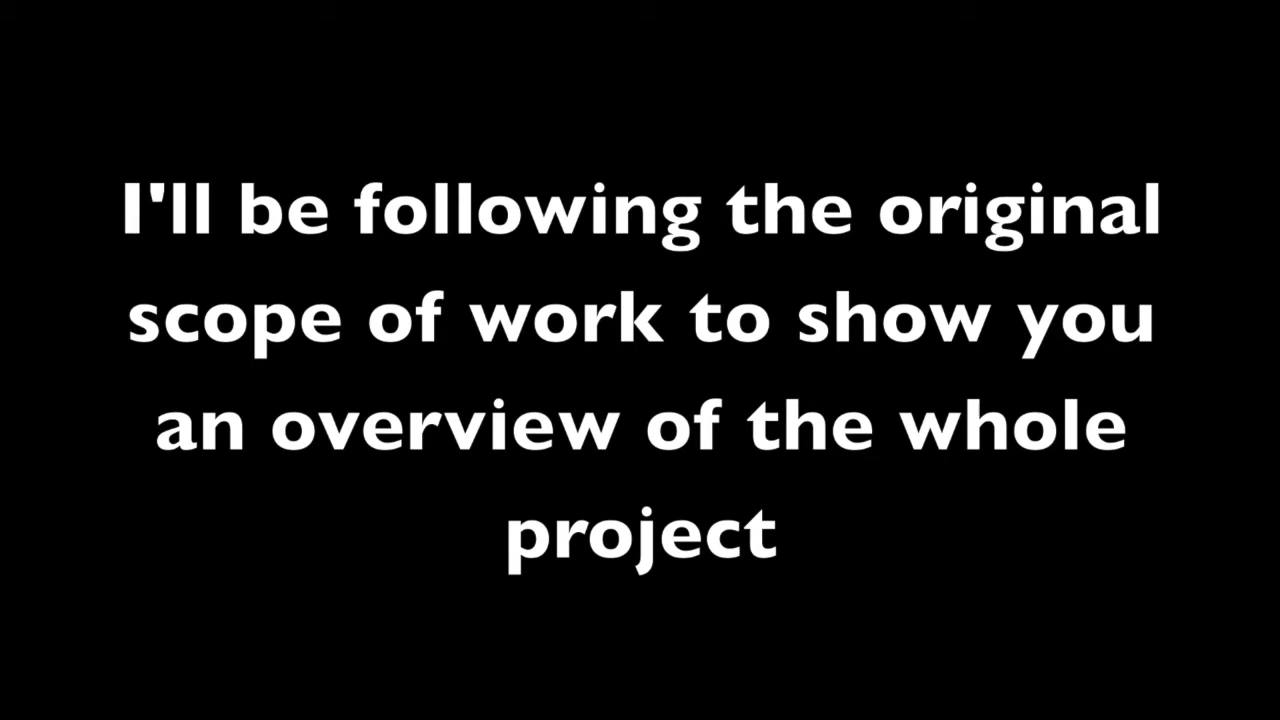 I'll be following the original
scope of work to show you
an overview of the whole
project